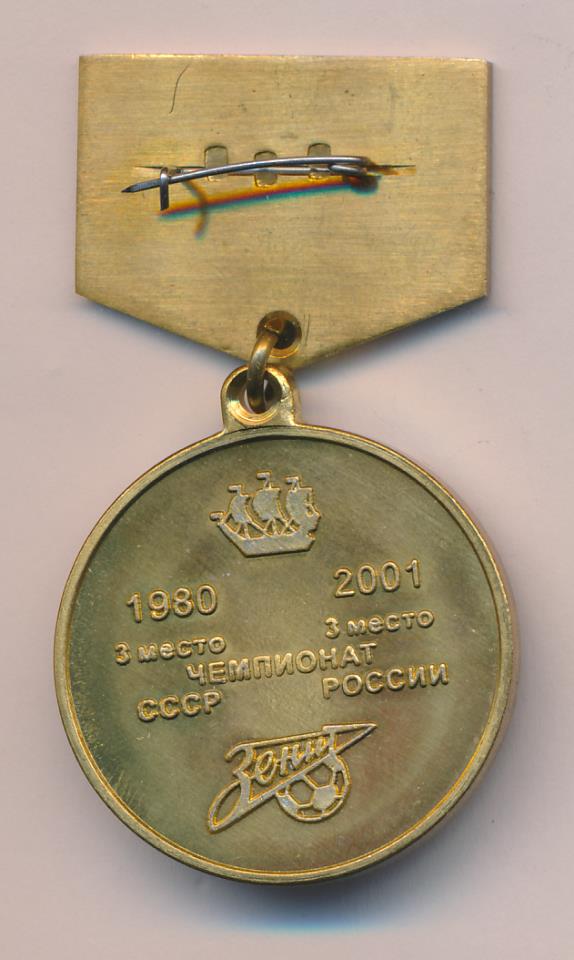 1980 2001
3 место 3 место
ЧЕМПИОНАТ
СССР РОССИИ
Зенит